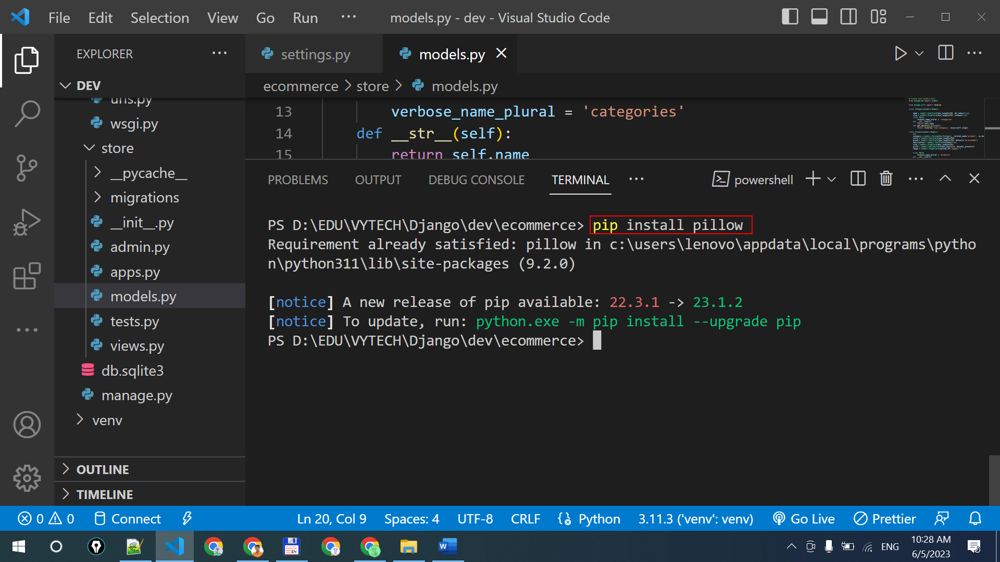 File Edit Selection View Go Run ··· models.py - dev - Visual Studio Code
EXPLORER ···
settings.py models.py
DEV
ecommerce > store > models.py
urls.py
wsgi.py
store
__pycache__
migrations
__init__.py
admin.py
apps.py
models.py
tests.py
views.py
db.sqlite3
manage.py
venv
OUTLINE
TIMELINE
13 verbose_name_plural = 'categories'
14 def __str__(self):
15 return self.name
PROBLEMS OUTPUT DEBUG CONSOLE TERMINAL ··· powershell
PS D:\EDU\VYTECH\Django\dev\ecommerce> pip install pillow
Requirement already satisfied: pillow in c:\users\lenovo\appdata\local\programs\pytho
n\python311\lib\site-packages (9.2.0)
[notice] A new release of pip available: 22.3.1 -> 23.1.2
[notice] To update, run: python.exe -m pip install --upgrade pip
PS D:\EDU\VYTECH\Django\dev\ecommerce>
0 0 Connect Ln 20, Col 9 Spaces: 4 UTF-8 CRLF Python 3.11.3 ('venv': venv) Go Live Prettier
ENG
10:28 AM
6/5/2023